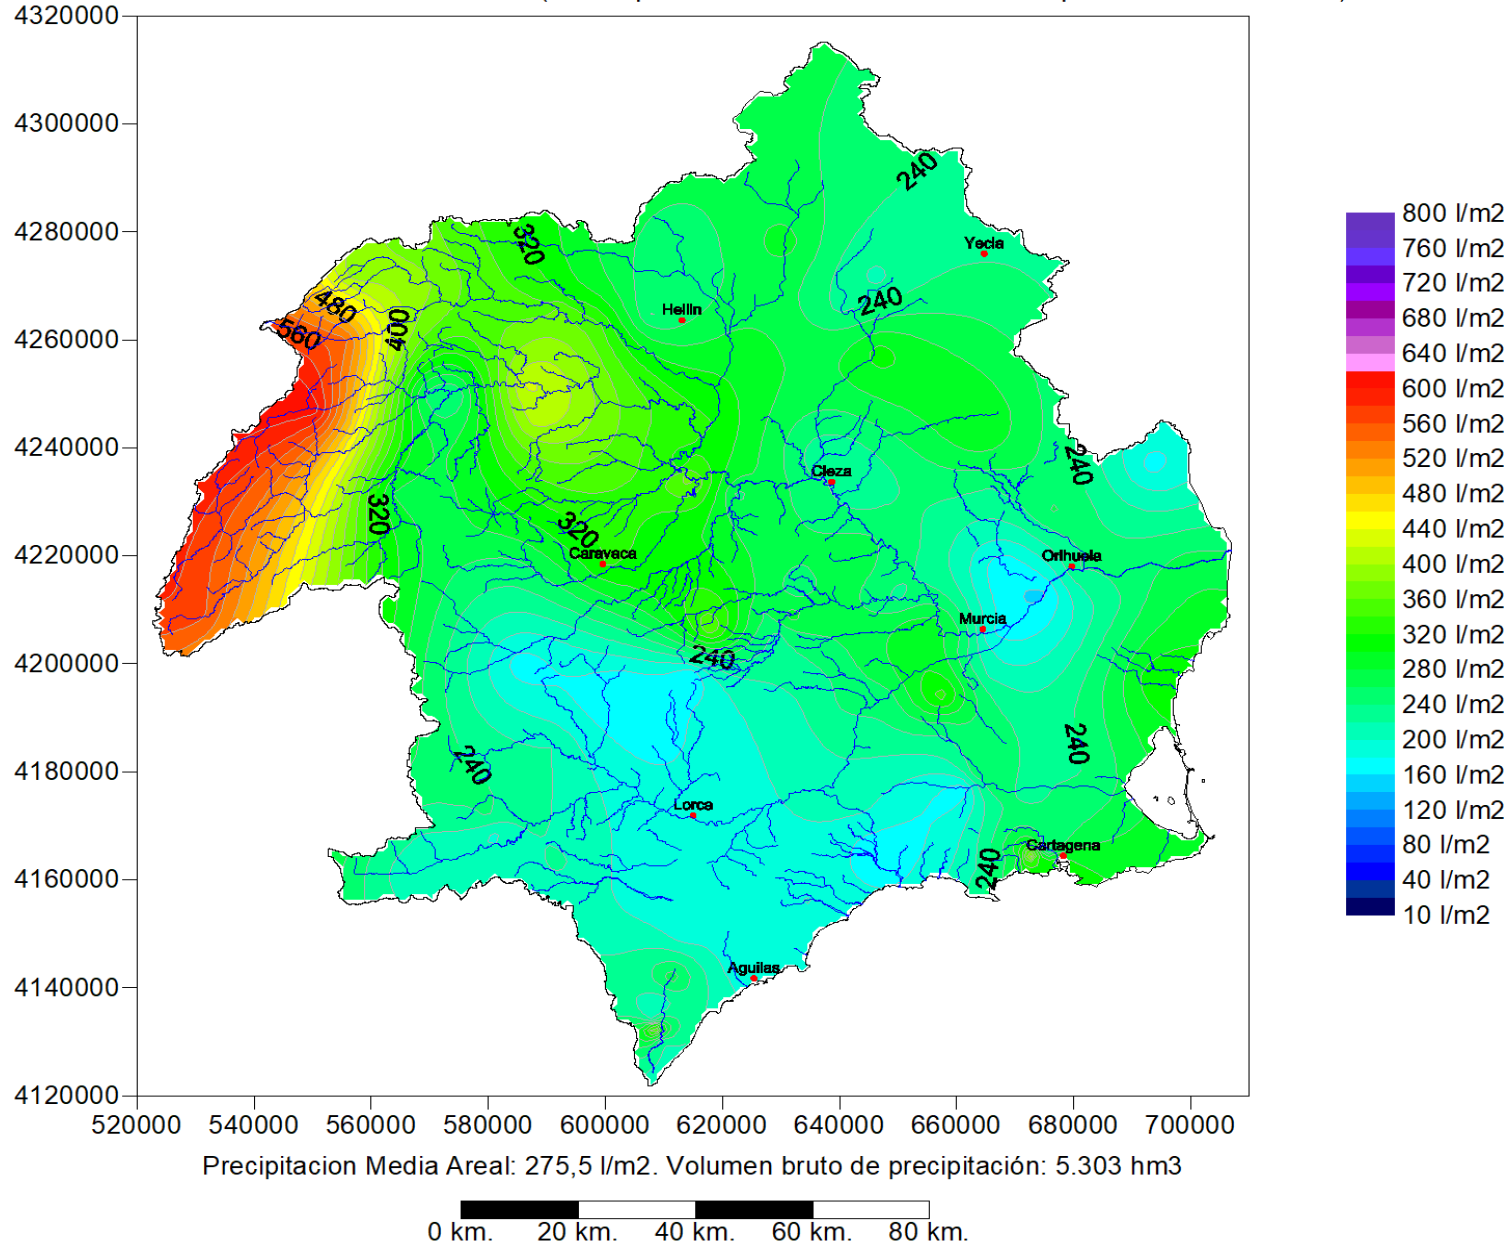 4320000
4300000
4280000
4260000
4240000
4220000
4200000
4180000
4160000
4140000
4120000
520000 540000 560000 580000 600000 620000 640000 660000 680000 700000
240
320
Yecla
480
240
Hellin
560
400
240
Cieza
320
320
Caravaca
Orihuela
Murcia
240
240
240
Lorca
Cartagena
240
Aguilas
800 l/m2
760 l/m2
720 l/m2
680 l/m2
640 l/m2
600 l/m2
560 l/m2
520 l/m2
480 l/m2
440 l/m2
400 l/m2
360 l/m2
320 l/m2
280 l/m2
240 l/m2
200 l/m2
160 l/m2
120 l/m2
80 l/m2
40 l/m2
10 l/m2
Precipitacion Media Areal: 275,5 l/m2. Volumen bruto de precipitación: 5.303 hm3
0 km. 20 km. 40 km. 60 km. 80 km.